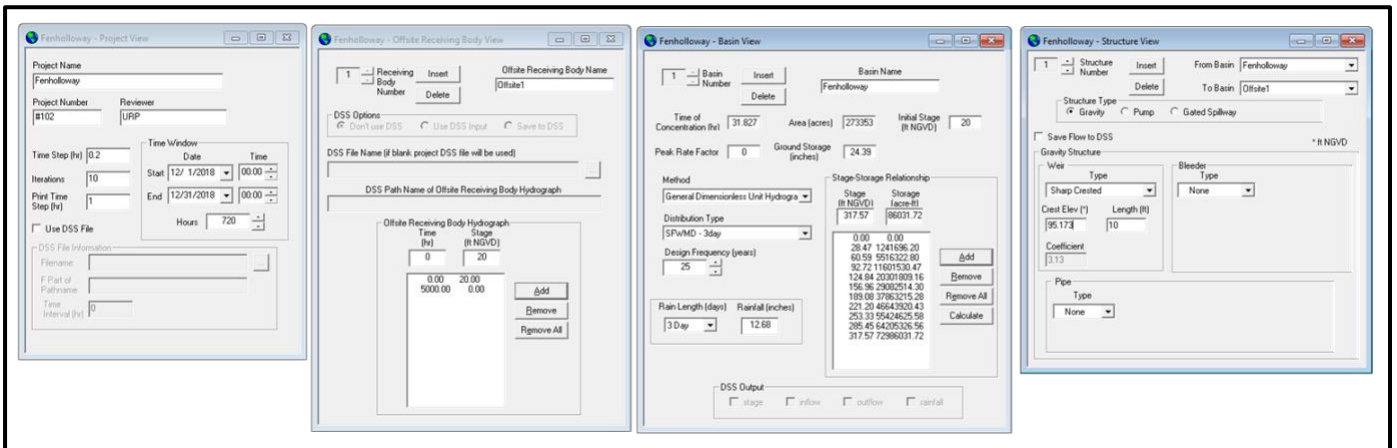 Fenholloway - Project View
Project Name
Fenholloway
Project Number Reviewer
#102 URP
Time Step (hr) 0.2
Iterations 10
Print Time Step (hr) 1
Use DSS File
Time Window
Date Time
Start 12/ 1/2018 00:00
End 12/31/2018 00:00
Hours 720
DSS File Information
Filename:
F Part of Pathname
Time Interval (hr) 0
Fenholloway - Offsite Receiving Body View
1 Receiving Body Number
Insert
Delete
Offsite Receiving Body Name
Offsite1
DSS Options
Don't use DSS Use DSS Input Save to DSS
DSS File Name (if blank project DSS file will be used)
DSS Path Name of Offsite Receiving Body Hydrograph
Offsite Receiving Body Hydrograph
Time (hr) Stage (ft NGVD)
0 20
0.00 20.00
5000.00 0.00
Add
Remove
Remove All
Fenholloway - Basin View
1 Basin Number
Insert
Delete
Basin Name
Fenholloway
Time of Concentration (hr) 31.827
Area (acres) 273353
Initial Stage (ft NGVD) 20
Peak Rate Factor 0
Ground Storage (inches) 24.39
Method
General Dimensionless Unit Hydrogra
Distribution Type
SFWMD - 3day
Design Frequency (years)
25
Rain Length (days) Rainfall (inches)
3 Day 12.68
Stage-Storage Relationship
Stage (ft NGVD) Storage (acre-ft)
317.57 86031.72
0.00 0.00
28.47 1241696.20
60.59 5516322.80
92.72 11601530.47
124.84 20301809.16
156.96 29082514.30
189.08 37863215.28
221.20 46643920.43
253.33 55424625.58
285.45 64205326.56
317.57 72986031.72
Add
Remove
Remove All
Calculate
DSS Output
stage inflow outflow rainfall
Fenholloway - Structure View
1 Structure Number
Insert
Delete
From Basin Fenholloway
To Basin Offsite1
Structure Type
Gravity Pump Gated Spillway
Save Flow to DSS
* ft NGVD
Gravity Structure
Weir
Type
Sharp Crested
Crest Elev (*) Length (ft)
95.173 10
Coefficient
3.13
Bleeder
Type
None
Pipe
Type
None